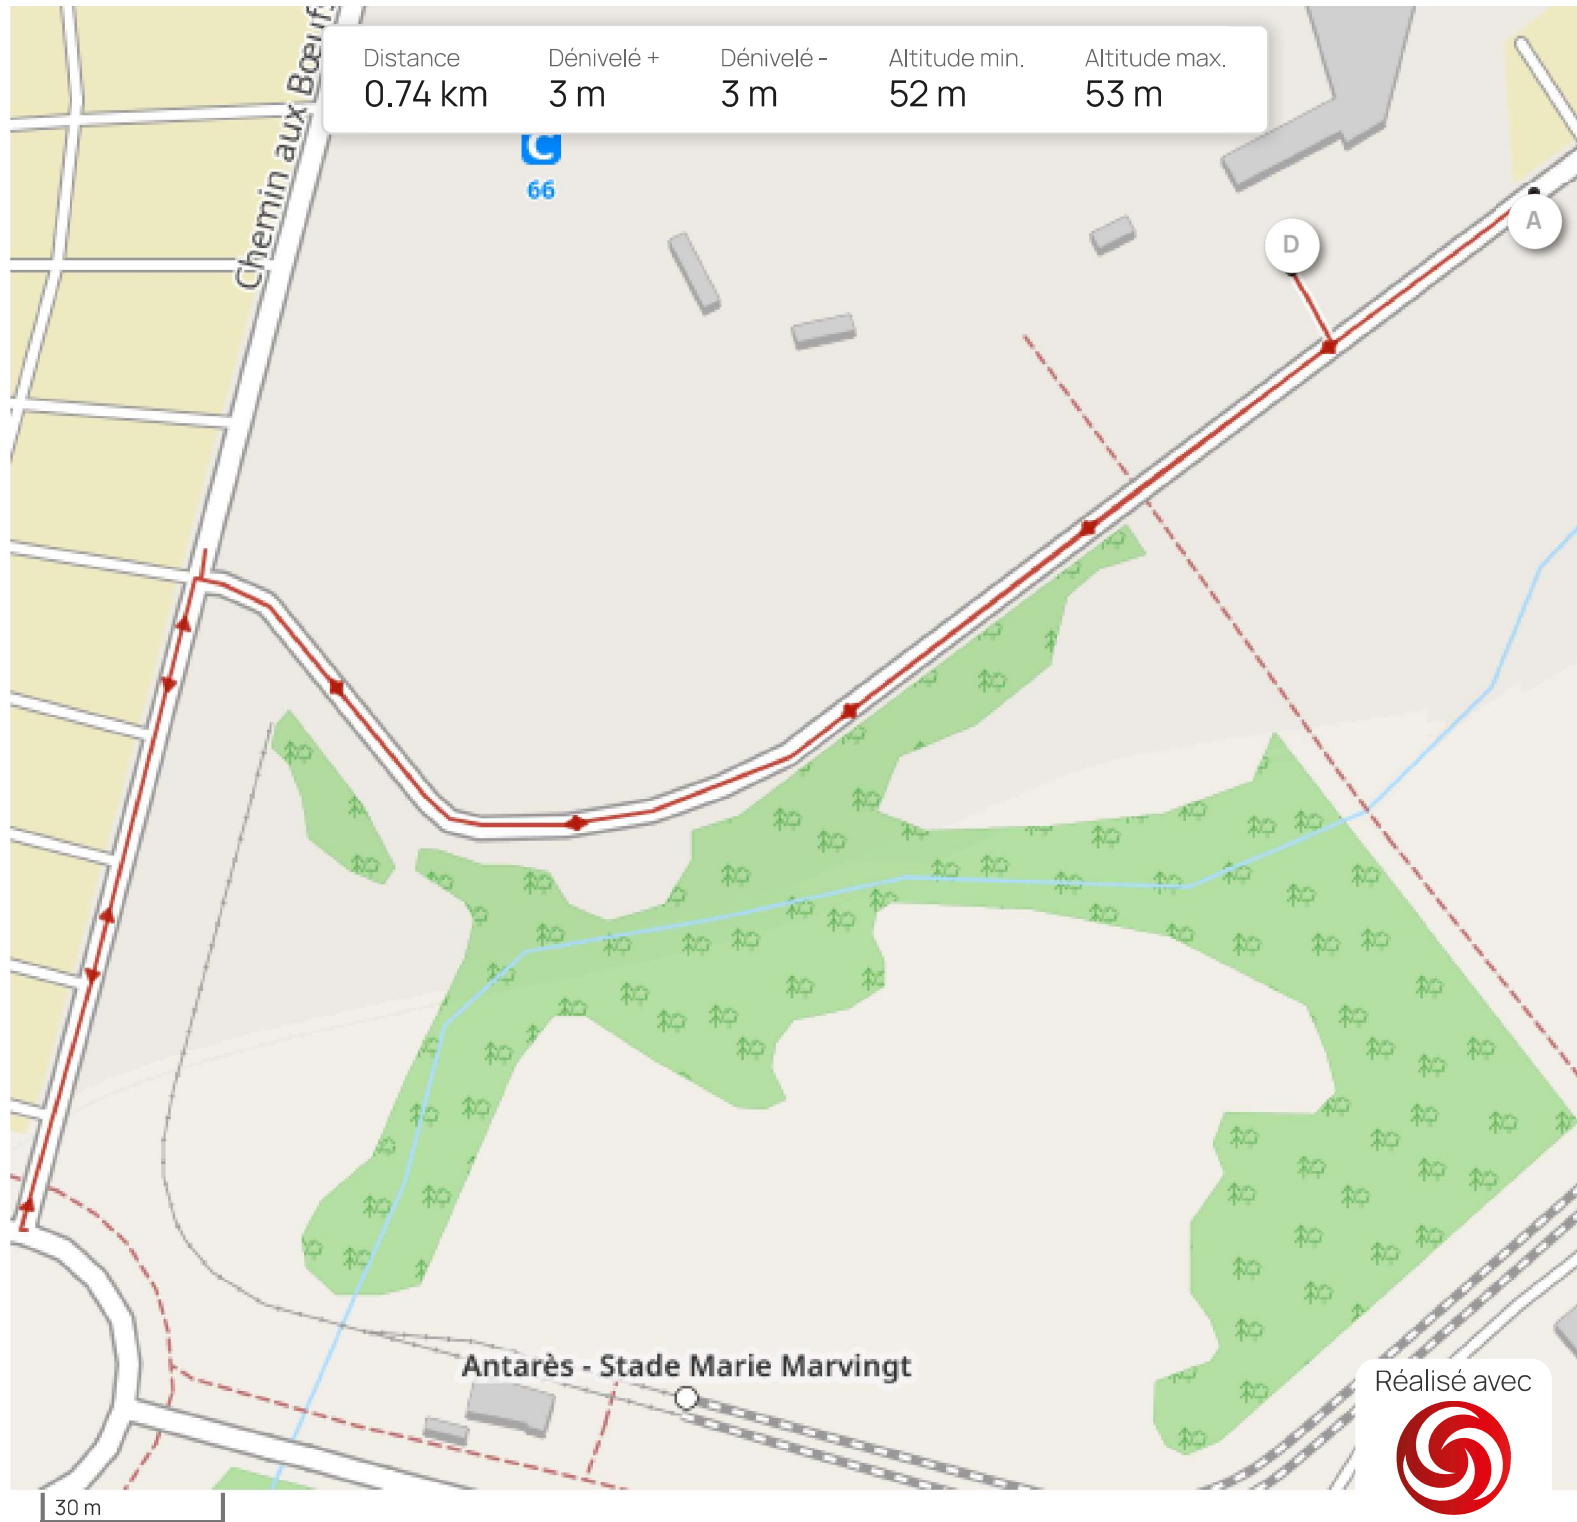 Distance
0.74 km
Dénivelé +
3 m
Dénivelé -
3 m
Altitude min.
52 m
Altitude max.
53 m
Chemin aux Bœufs
C
66
D
A
Antarès - Stade Marie Marvingt
Réalisé avec
30 m